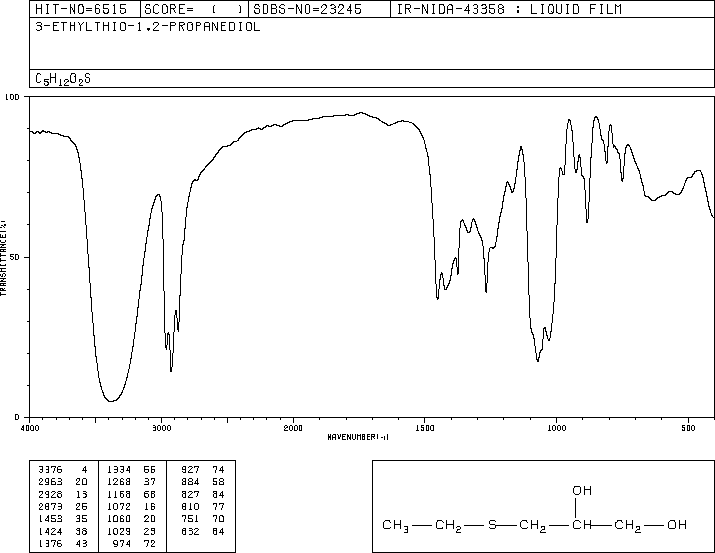 HIT-NO=6515 SCORE= ( ) SDBS-NO=23245 IR-NIDA-43358 : LIQUID FILM
3-ETHYLTHIO-1,2-PROPANEDIOL
C5H12O2S
100
50
0
TRANSMITTANCE(%)
4000 3000 2000 1500 1000 500
WAVENUMBER(-1)
3376 4 1334 66 927 74
2963 20 1268 37 884 58
2928 13 1168 68 827 84
2873 26 1072 16 810 77
1453 35 1060 20 751 70
1424 38 1029 23 632 64
1376 43 974 72
OH
CH3 CH2 S CH2 CH CH2 OH